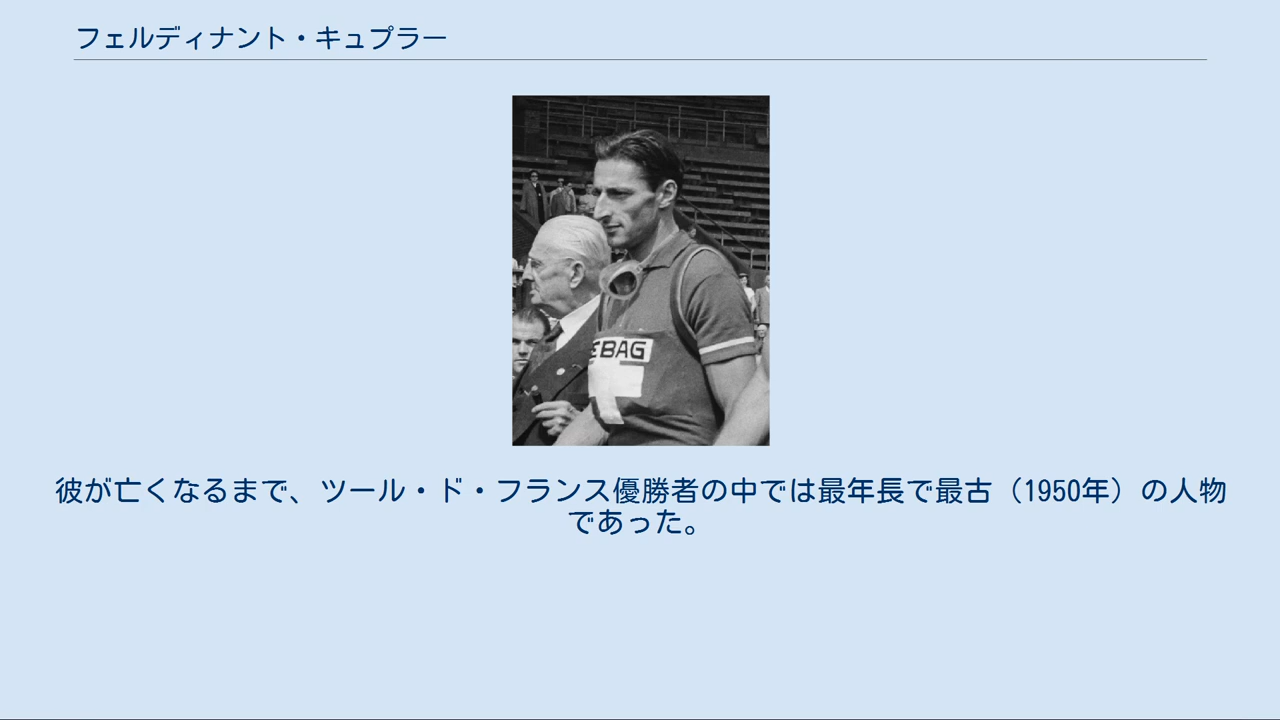 フェルディナント・キュプラー
EBAG
彼が亡くなるまで、ツール・ド・フランス優勝者の中では最年長で最古（1950年）の人物
であった。